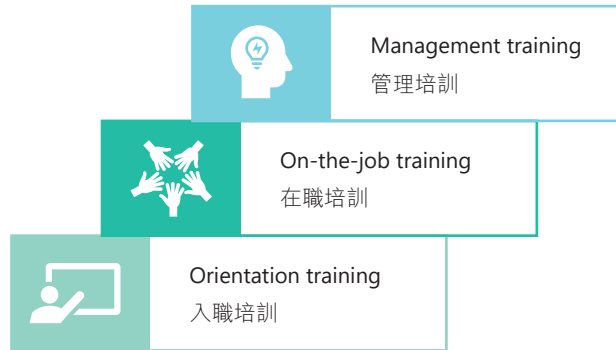 Management training
管理培訓
On-the-job training
在職培訓
Orientation training
入職培訓